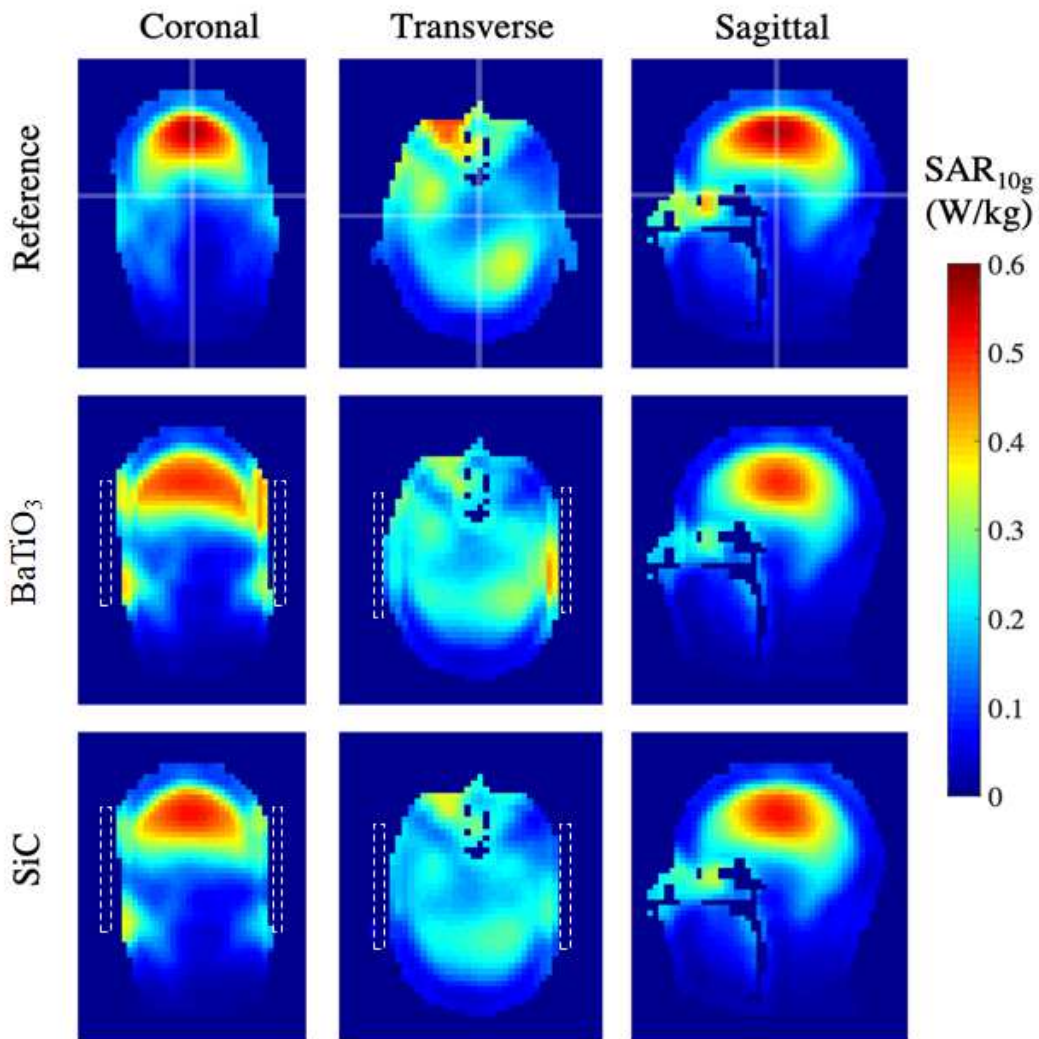 Coronal
Transverse
Sagittal
Reference
BaTiO3
SiC
SAR10g
(W/kg)
0.6
0.5
0.4
0.3
0.2
0.1
0